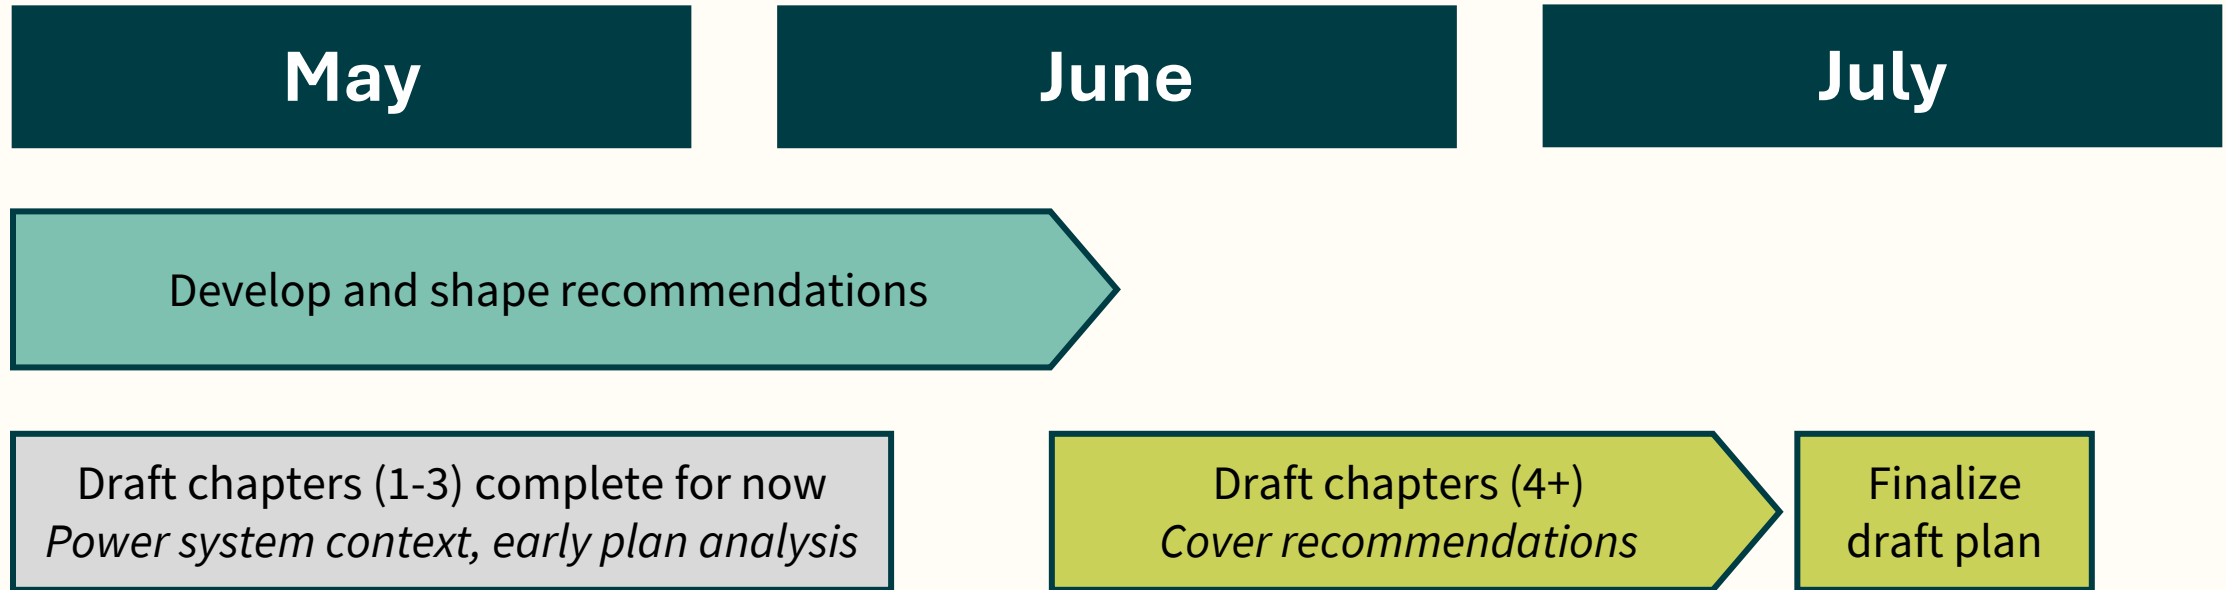 May
June
July
Develop and shape recommendations
Draft chapters (1-3) complete for now
Power system context, early plan analysis
Draft chapters (4+)
Cover recommendations
Finalize
draft plan